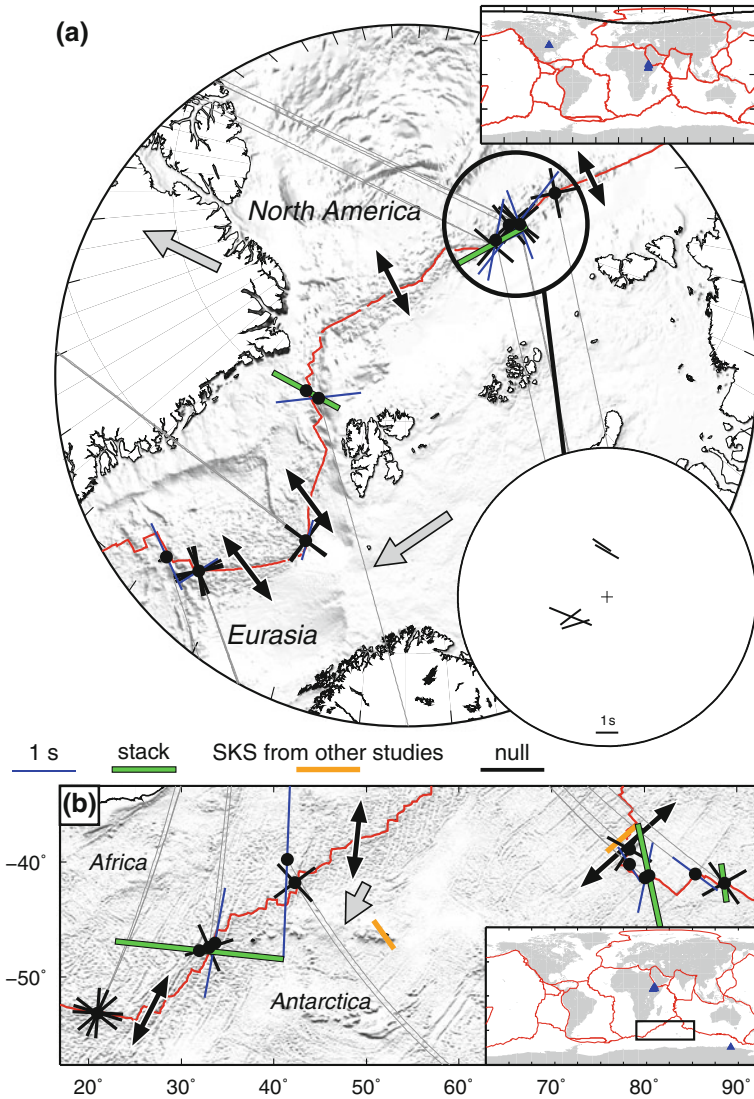 (a)
North America
Eurasia
1s
1 s
stack
SKS from other studies
null
(b)
Africa
Antarctica
−40˚
−50˚
20˚ 30˚ 40˚ 50˚ 60˚ 70˚ 80˚ 90˚